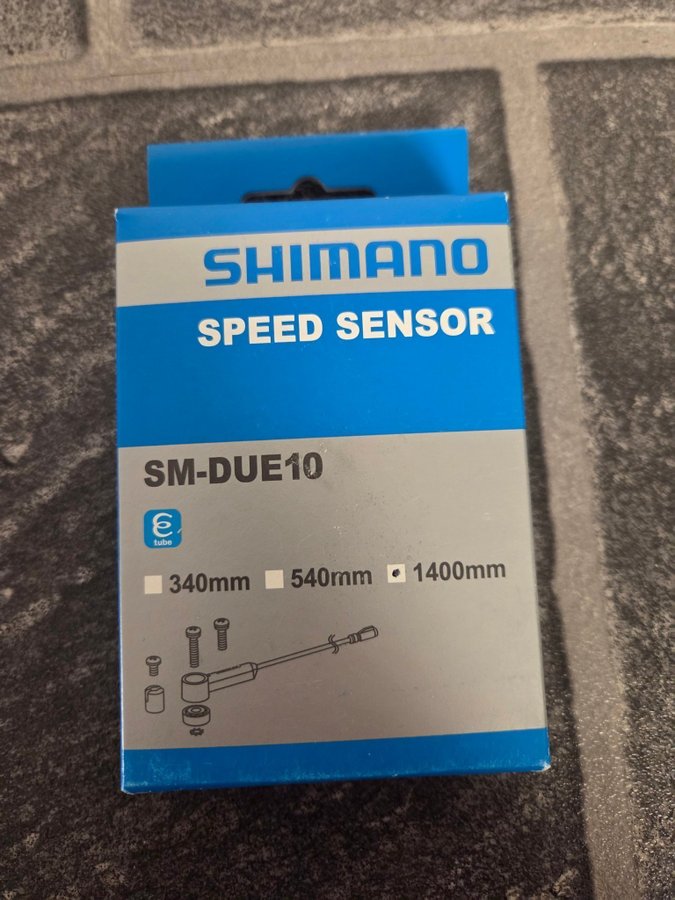 SHIMANO
SPEED SENSOR
SM-DUE10
E
tube
340mm 540mm 1400mm